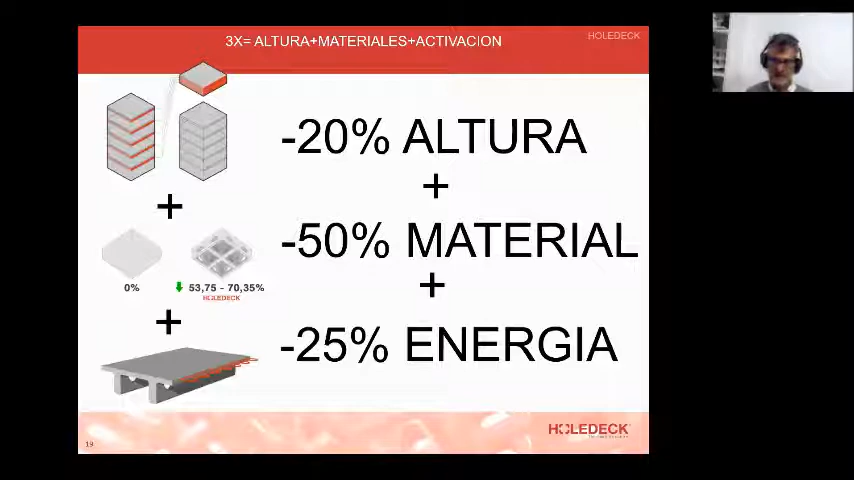 3X= ALTURA+MATERIALES+ACTIVACION
HOLEDECK
-20% ALTURA
+
+
-50% MATERIAL
0%
53,75 - 70,35%
HOLEDECK
+
+
-25% ENERGIA
19
HOLEDECK